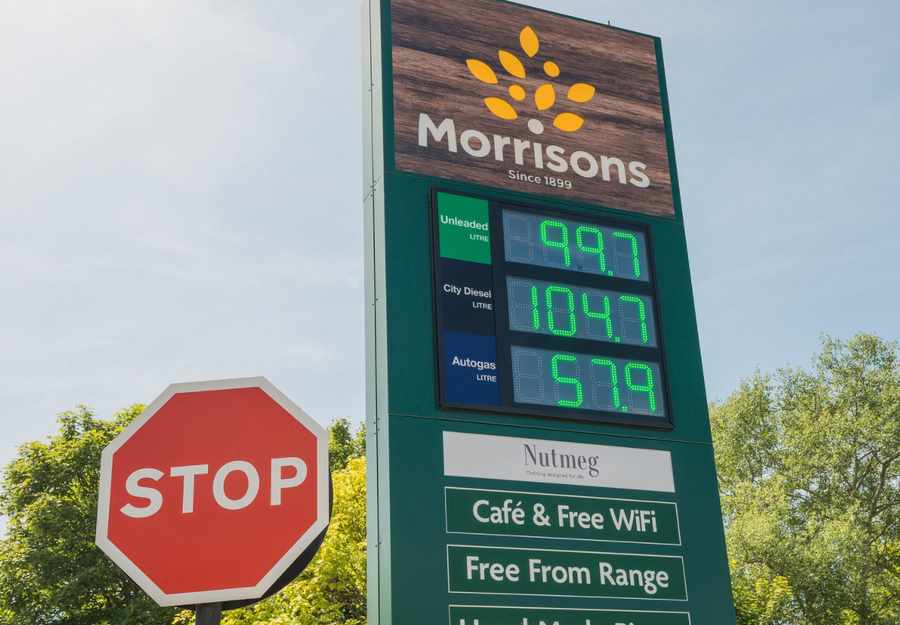 Morrisons
Since 1899
Unleaded
LITRE
99.7
City Diesel
LITRE
104.7
Autogas
LITRE
57.9
Nutmeg
Café & Free WiFi
Free From Range
STOP